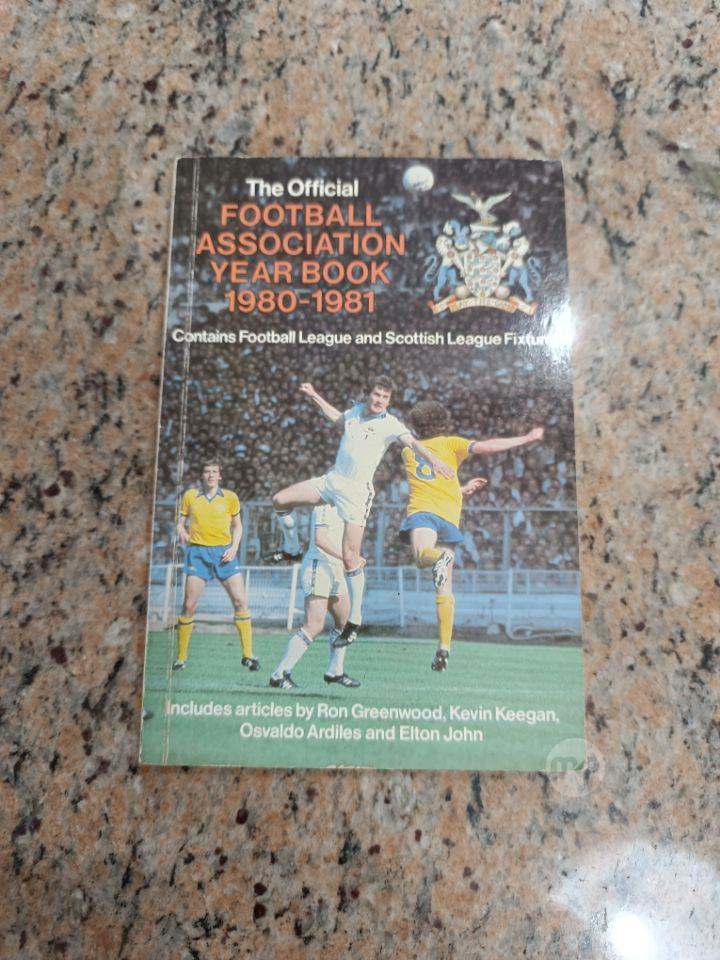 The Official
FOOTBALL
ASSOCIATION
YEAR BOOK
1980-1981
Contains Football League and Scottish League
8
Includes articles by Ron Greenwood, Kevin Keegan,
Osvaldo Ardiles and Elton John